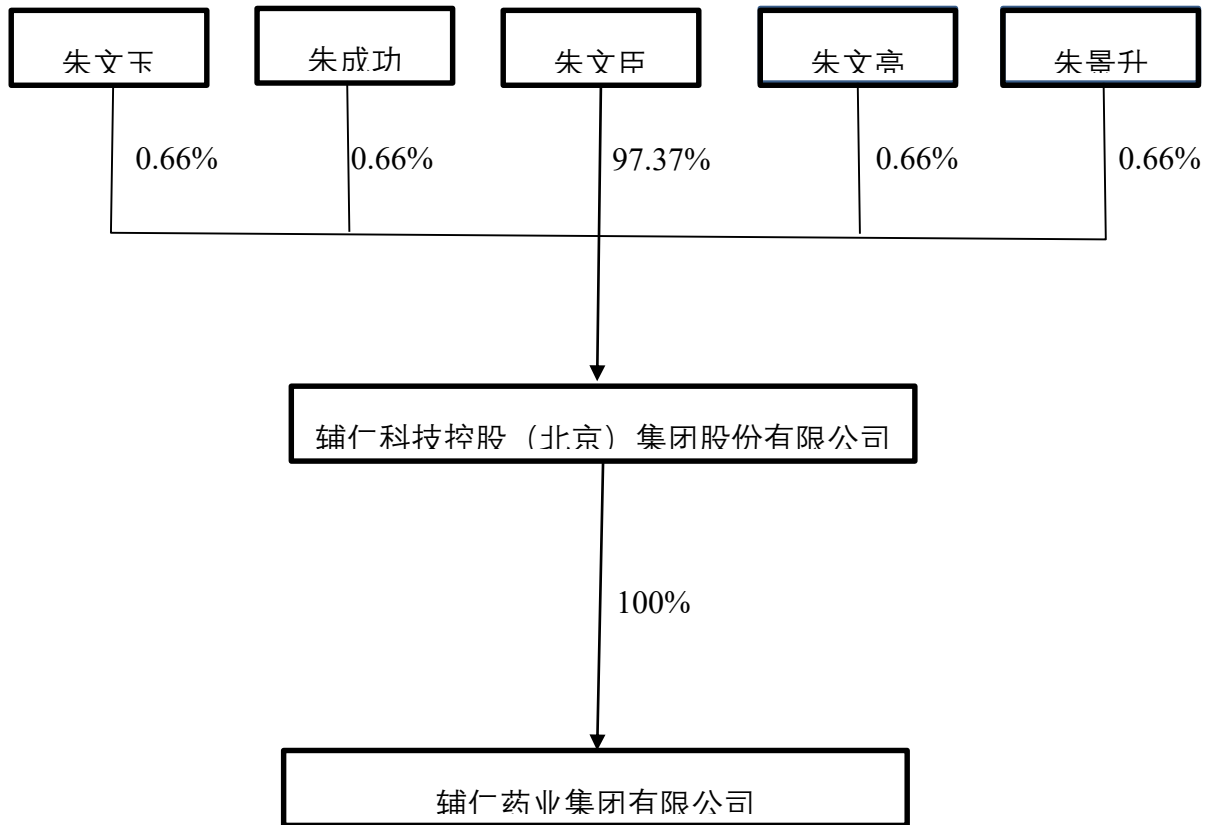 朱文玉
朱成功
朱文臣
朱文亮
朱景升
0.66%
0.66%
97.37%
0.66%
0.66%
辅仁科技控股（北京）集团股份有限公司
100%
辅仁药业集团有限公司